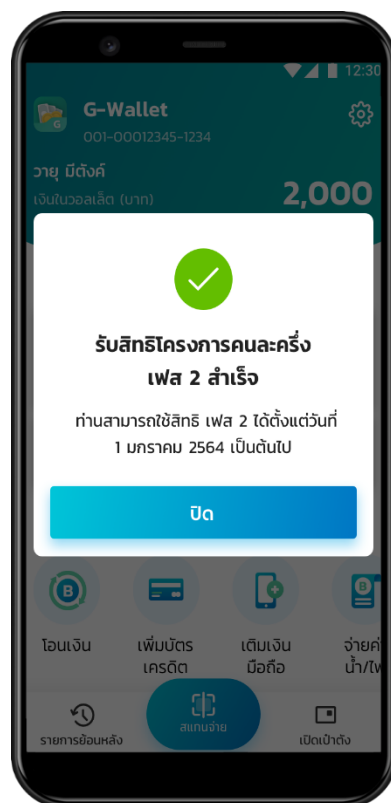 12:30
G-Wallet
001-00012345-1234
วายุ มีตังค์
เงินในวอลเล็ต (บาท)
2,000
รับสิทธิโครงการคนละครึ่ง
เฟส 2 สำเร็จ
ท่านสามารถใช้สิทธิ เฟส 2 ได้ตั้งแต่วันที่
1 มกราคม 2564 เป็นต้นไป
ปิด
โอนเงิน
เพิ่มบัตร
เครดิต
เติมเงิน
มือถือ
จ่ายค่
น้ำ/ไฟ
รายการย้อนหลัง
สแกนจ่าย
เปิดเป๋าตัง